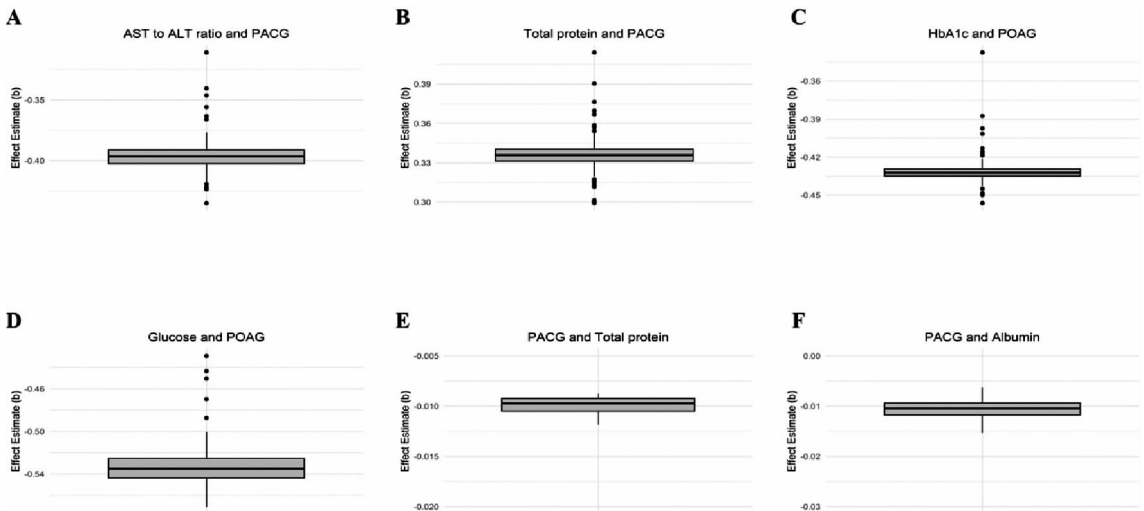 A
AST to ALT ratio and PACG
Effect Estimate (b)
-0.35
-0.40
B
Total protein and PACG
Effect Estimate (b)
0.39
0.36
0.33
0.30
C
HbA1c and POAG
Effect Estimate (b)
-0.36
-0.39
-0.42
-0.45
D
Glucose and POAG
Effect Estimate (b)
-0.46
-0.50
-0.54
E
PACG and Total protein
Effect Estimate (b)
-0.005
-0.010
-0.015
-0.020
F
PACG and Albumin
Effect Estimate (b)
0.00
-0.01
-0.02
-0.03